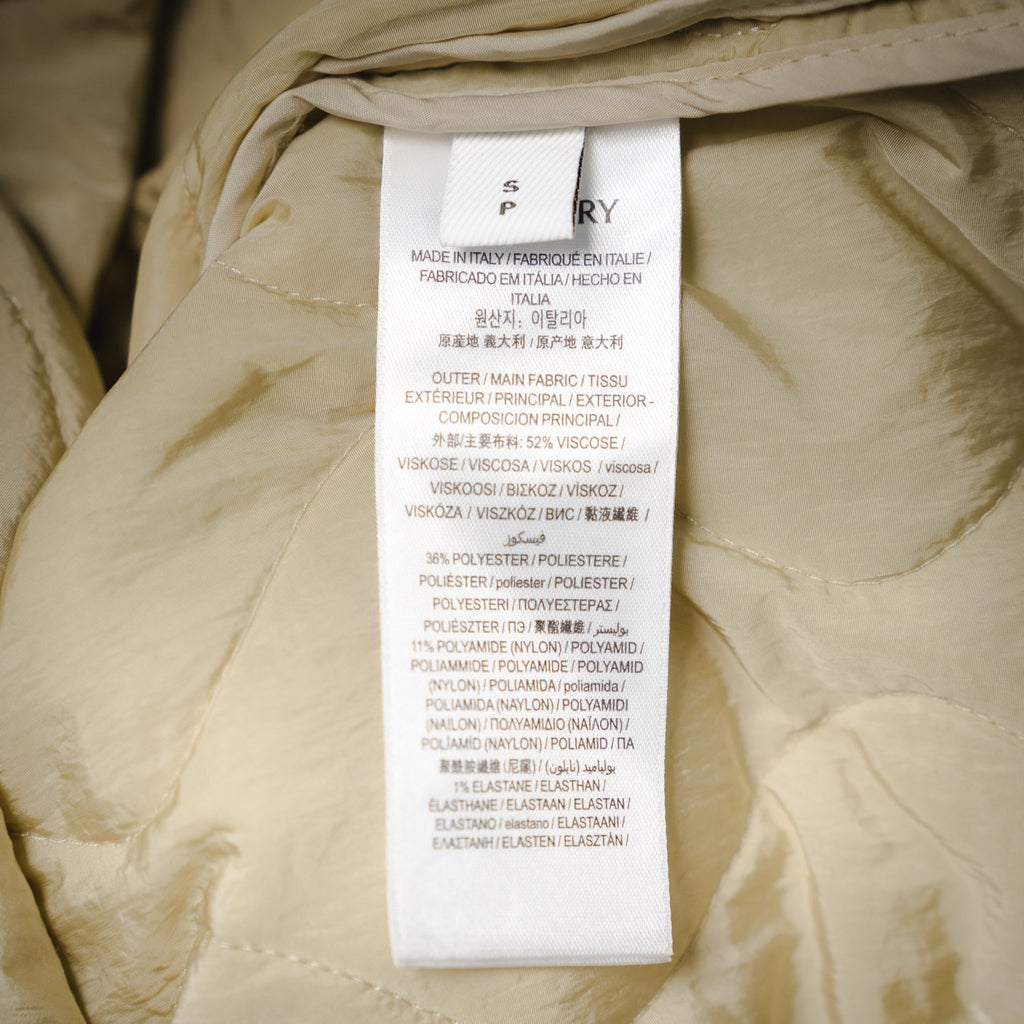 S
P
RY
MADE IN ITALY / FABRIQUÉ EN ITALIE /
FABRICADO EM ITÁLIA / HECHO EN
ITALIA
원산지: 이탈리아
原産地 義大利 / 原产地 意大利
OUTER / MAIN FABRIC / TISSU
EXTÉRIEUR / PRINCIPAL / EXTERIOR -
COMPOSICION PRINCIPAL /
外部/主要布料: 52% VISCOSE /
VISKOSE / VISCOSA / VISKOS / viscosa /
VISKOOSI / ΒΙΣΚΟΖ / VİSKOZ /
VISKÓZA / VISZKÓZ / ВИС / 黏液纖維 /
فيسكوز
36% POLYESTER / POLIESTERE /
POLIÉSTER / poliester / POLIESTER /
POLYESTERI / ΠΟΛΥΕΣΤΕΡΑΣ /
POLIÉSZTER / ПЭ / 聚酯纖維 / بوليستر /
11% POLYAMIDE (NYLON) / POLYAMID /
POLIAMMIDE / POLYAMIDE / POLYAMID
(NYLON) / POLIAMIDA / poliamida /
POLIAMIDA (NAYLON) / POLYAMIDI
(NAILON) / ΠΟΛΥΑΜΙΔΙΟ (ΝΑΪΛΟΝ) /
POLİAMİD (NAYLON) / POLIAMID / ПА
聚酰胺纖維 (尼龍) / بولياميد (نايلون)
1% ELASTANE / ELASTHAN /
ÉLASTHANE / ELASTAAN / ELASTAN /
ELASTANO / elastano / ELASTAANI /
ΕΛΑΣΤΑΝΗ / ELASTEN / ELASZTÁN /